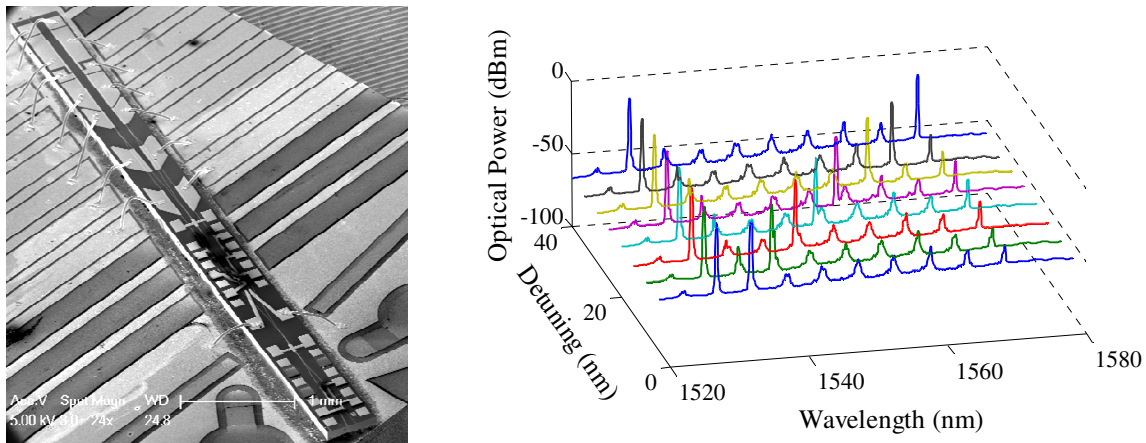 Acc.V Spot Magn WD 1 mm
5.00 kV 3.0 24x 24.8
Optical Power (dBm)
0
-50
-100
40
20
0
Detuning (nm)
1520
1540
1560
1580
Wavelength (nm)